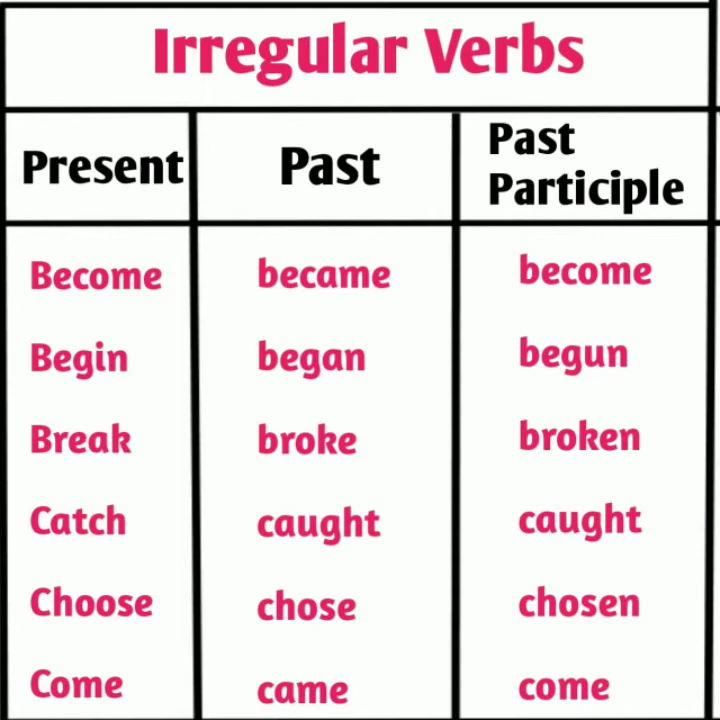 Irregular Verbs
Present Past Past Participle
Become became become
Begin began begun
Break broke broken
Catch caught caught
Choose chose chosen
Come came come